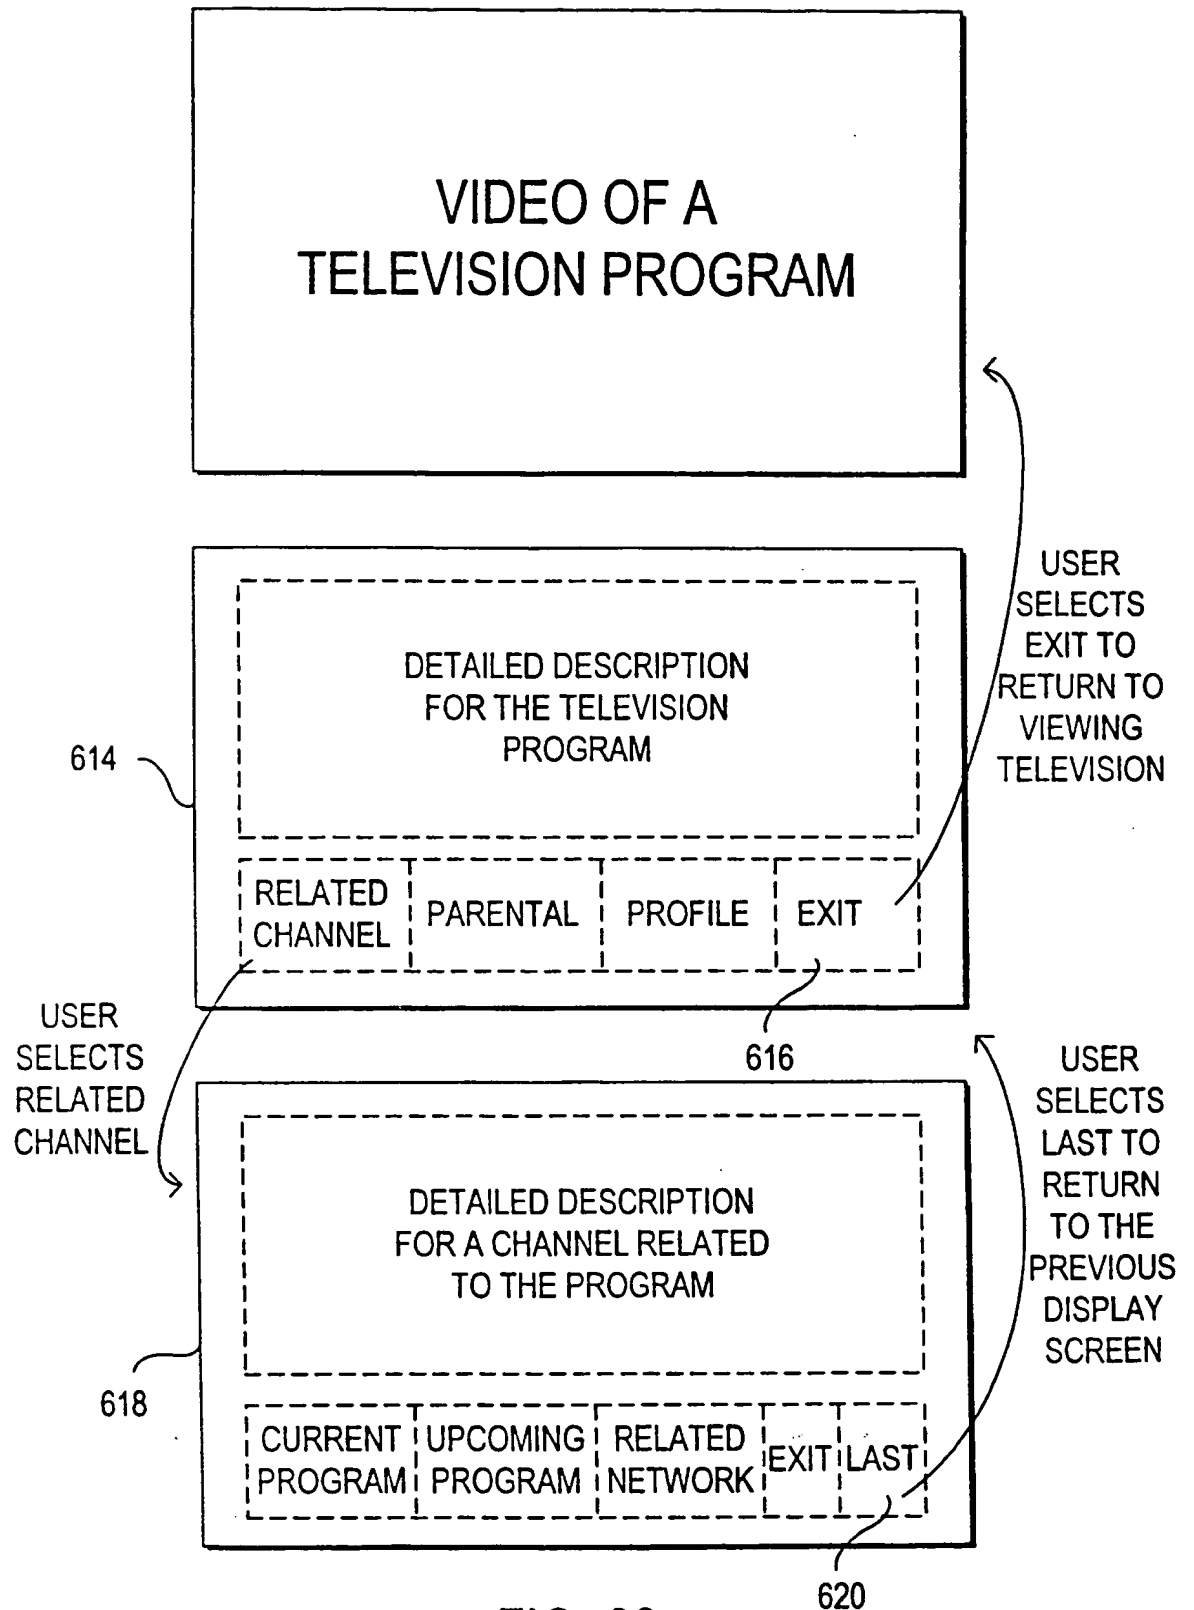 VIDEO OF A
TELEVISION PROGRAM
USER
SELECTS
EXIT TO
RETURN TO
VIEWING
TELEVISION
DETAILED DESCRIPTION
FOR THE TELEVISION
PROGRAM
614
RELATED
CHANNEL
PARENTAL
PROFILE
EXIT
616
USER
SELECTS
RELATED
CHANNEL
USER
SELECTS
LAST TO
RETURN
TO THE
PREVIOUS
DISPLAY
SCREEN
DETAILED DESCRIPTION
FOR A CHANNEL RELATED
TO THE PROGRAM
618
CURRENT
PROGRAM
UPCOMING
PROGRAM
RELATED
NETWORK
EXIT
LAST
620